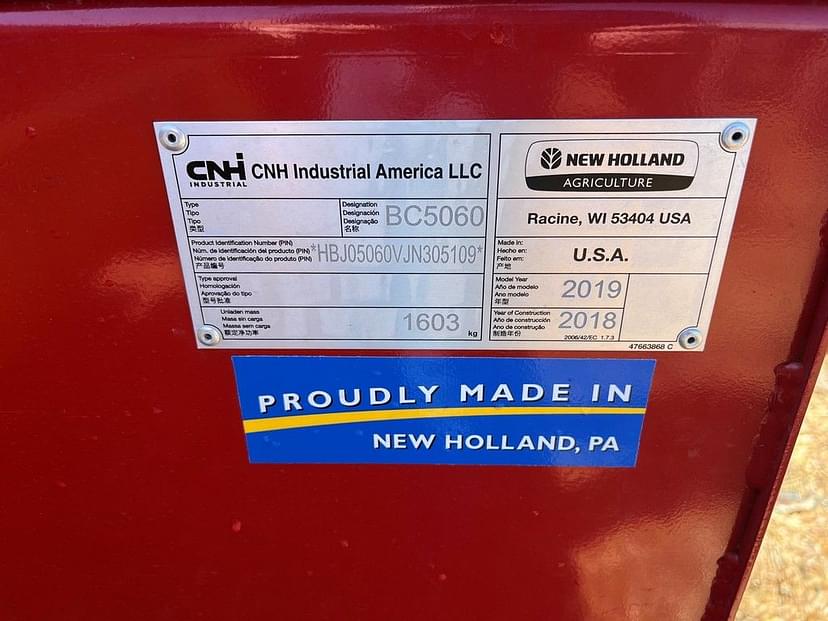 CNH INDUSTRIAL CNH Industrial America LLC
NEW HOLLAND
AGRICULTURE
Type
Tipo
Tipo
类型
Designation
Designación
Designação
名称
BC5060
Racine, WI 53404 USA
Product Identification Number (PIN)
Núm. de identificación del producto (PIN)
Número de identificação do produto (PIN)
产品编号
*HBJ05060VJN305109*
Made in:
Hecho en:
Feito em:
产地
U.S.A.
Type approval
Homologación
Aprovação do tipo
型号批准
Model Year
Año de modelo
Ano modelo
年型
2019
Unladen mass
Masa sin carga
Massa sem carga
额定净功率
1603 kg
Year of Construction
Año de construcción
Ano de construção
制造年份
2018
2006/42/EC 1.7.3
47663868 C
PROUDLY MADE IN
NEW HOLLAND, PA